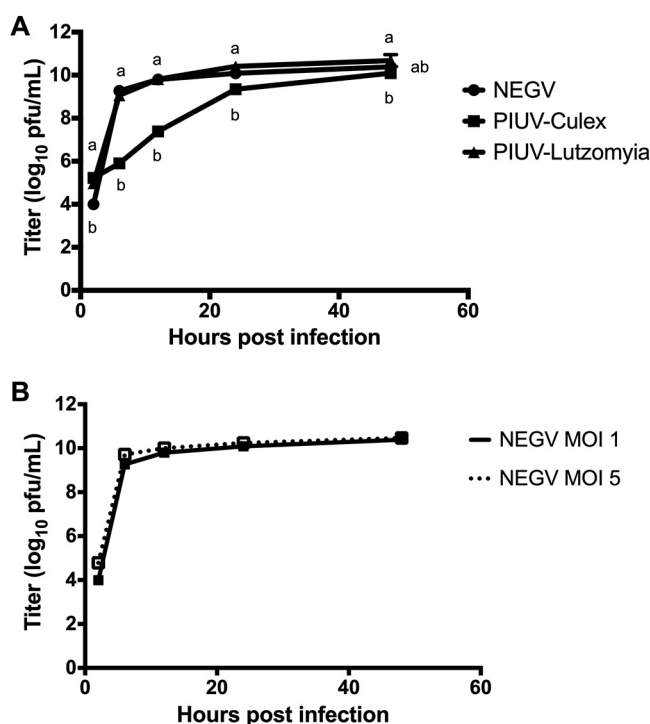 A
12
10
8
6
4
2
0
Titer (log10 pfu/mL)
a
a
a
a
a
ab
b
b
b
b
b
0
20
40
60
Hours post infection
NEGV
PIUV-Culex
PIUV-Lutzomyia
B
12
10
8
6
4
2
0
Titer (log10 pfu/mL)
0
20
40
60
Hours post infection
NEGV MOI 1
NEGV MOI 5